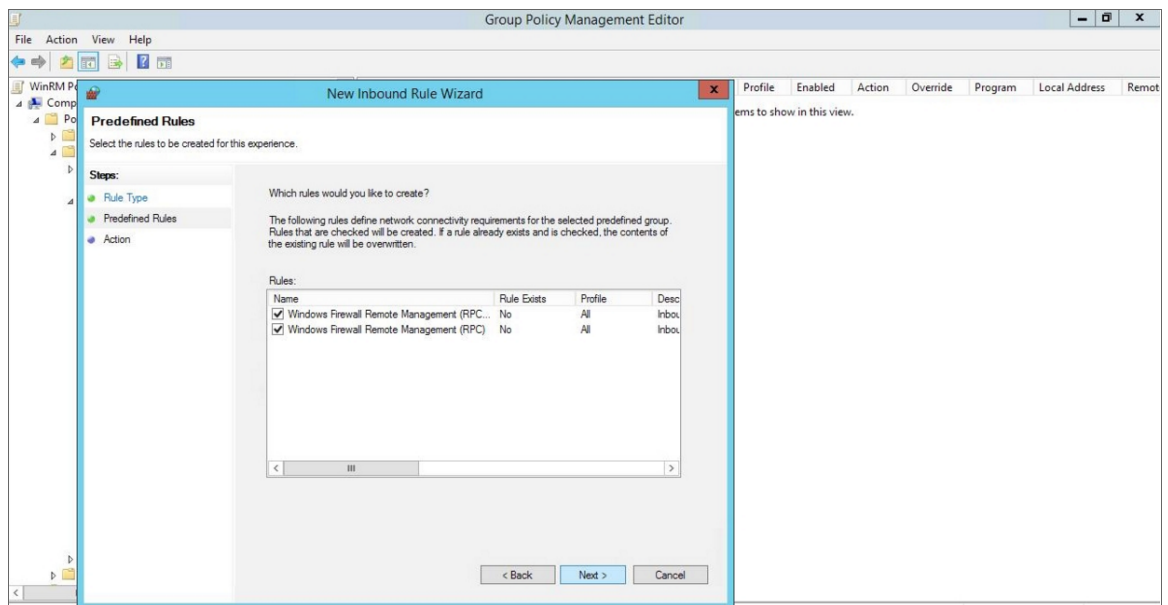 Group Policy Management Editor
File Action View Help
WinRM Po
Comp
Po
New Inbound Rule Wizard
Profile Enabled Action Override Program Local Address Remot
ems to show in this view.
Predefined Rules
Select the rules to be created for this experience.
Steps:
Rule Type
Predefined Rules
Action
Which rules would you like to create?
The following rules define network connectivity requirements for the selected predefined group.
Rules that are checked will be created. If a rule already exists and is checked, the contents of
the existing rule will be overwritten.
Rules:
Name Rule Exists Profile Desc
Windows Firewall Remote Management (RPC... No All Inbou
Windows Firewall Remote Management (RPC) No All Inbou
< Back Next > Cancel